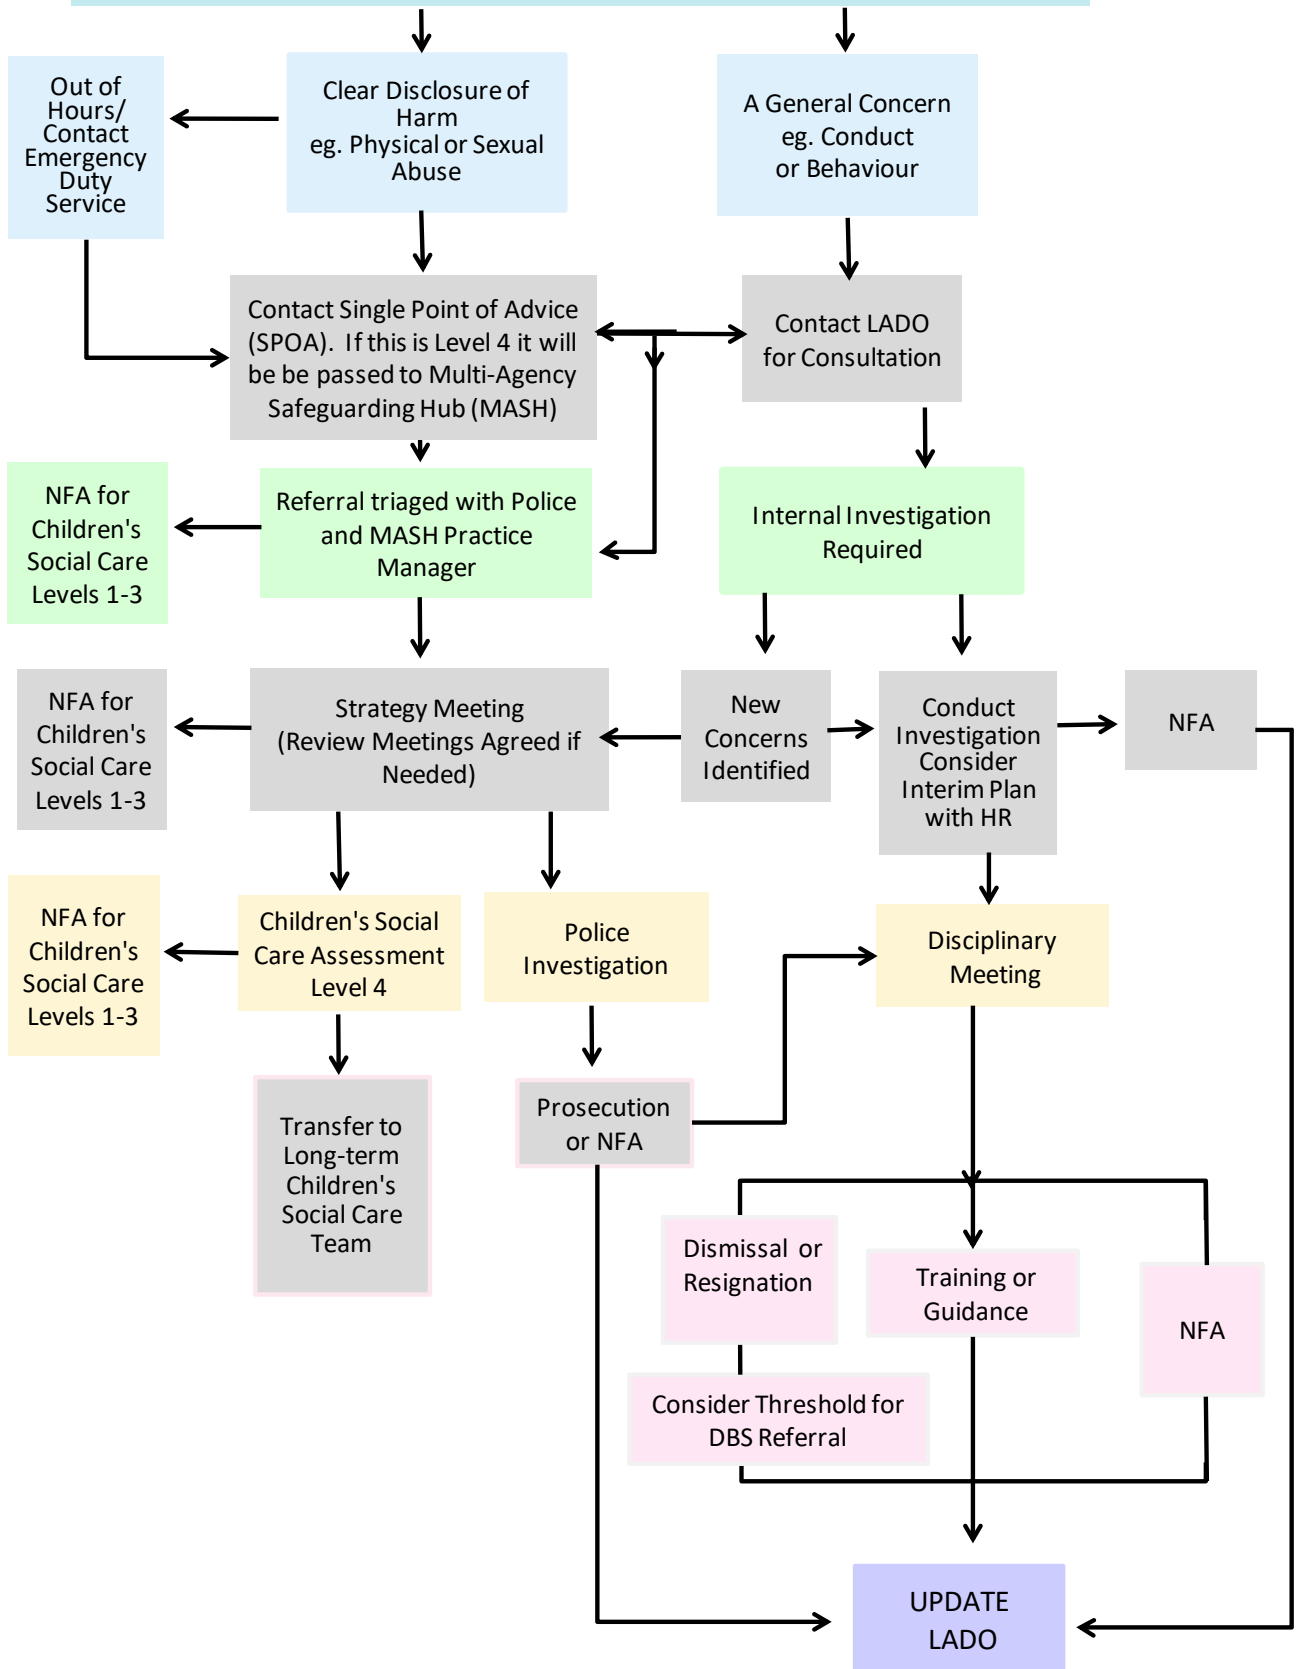 Out of
Hours/
Contact
Emergency
Duty
Service
Clear Disclosure of
Harm
eg. Physical or Sexual
Abuse
A General Concern
eg. Conduct
or Behaviour
Contact Single Point of Advice
(SPOA). If this is Level 4 it will
be be passed to Multi-Agency
Safeguarding Hub (MASH)
Contact LADO
for Consultation
NFA for
Children's
Social Care
Levels 1-3
Referral triaged with Police
and MASH Practice
Manager
Internal Investigation
Required
NFA for
Children's
Social Care
Levels 1-3
Strategy Meeting
(Review Meetings Agreed if
Needed)
New
Concerns
Identified
Conduct
Investigation
Consider
Interim Plan
with HR
NFA
NFA for
Children's
Social Care
Levels 1-3
Children's Social
Care Assessment
Level 4
Police
Investigation
Disciplinary
Meeting
Transfer to
Long-term
Children's
Social Care
Team
Prosecution
or NFA
Dismissal or
Resignation
Training or
Guidance
NFA
Consider Threshold for
DBS Referral
UPDATE
LADO